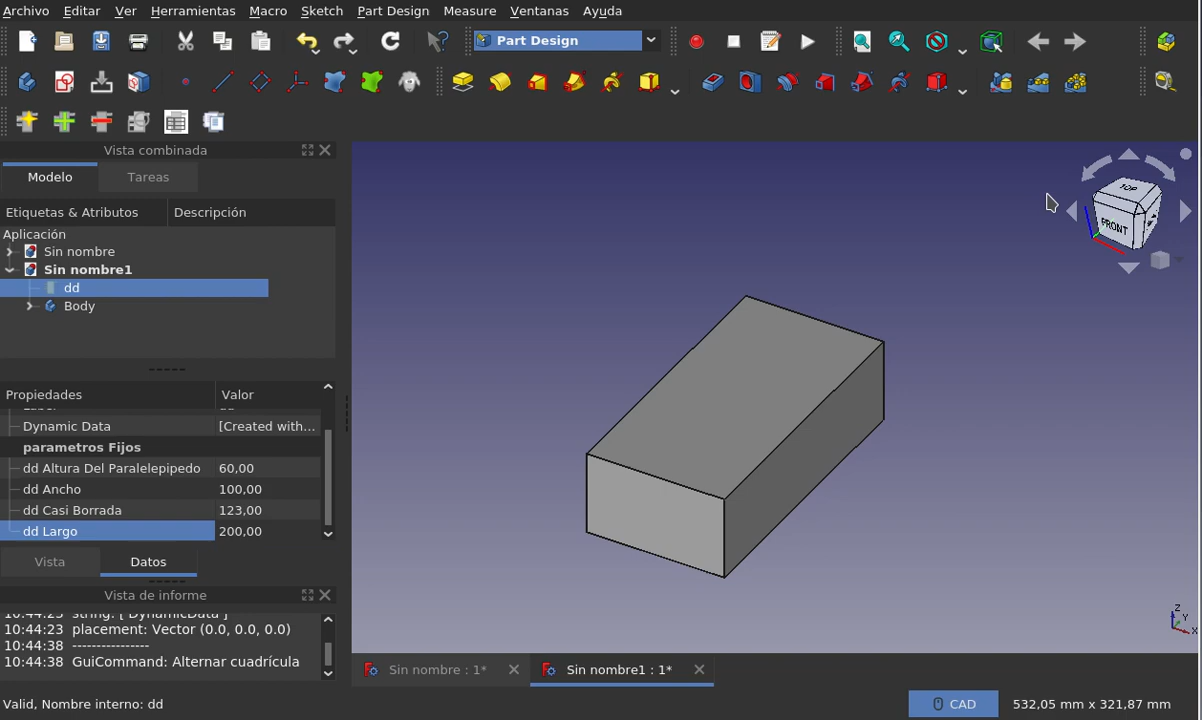 Archivo Editar Ver Herramientas Macro Sketch Part Design Measure Ventanas Ayuda
Part Design
Vista combinada
Modelo Tareas
Etiquetas & Atributos Descripción
Aplicación
Sin nombre
Sin nombre1
dd
Body
Propiedades Valor
Dynamic Data [Created with...
parametros Fijos
dd Altura Del Paralelepipedo 60,00
dd Ancho 100,00
dd Casi Borrada 123,00
dd Largo 200,00
Vista Datos
Vista de informe
10:44:23 string: [ DynamicData ]
10:44:23 placement: Vector (0.0, 0.0, 0.0)
10:44:38 ----------------
10:44:38 GuiCommand: Alternar cuadrícula
TOP
FRONT
Z
Y
X
Sin nombre : 1*
Sin nombre1 : 1*
Valid, Nombre interno: dd
CAD 532,05 mm x 321,87 mm